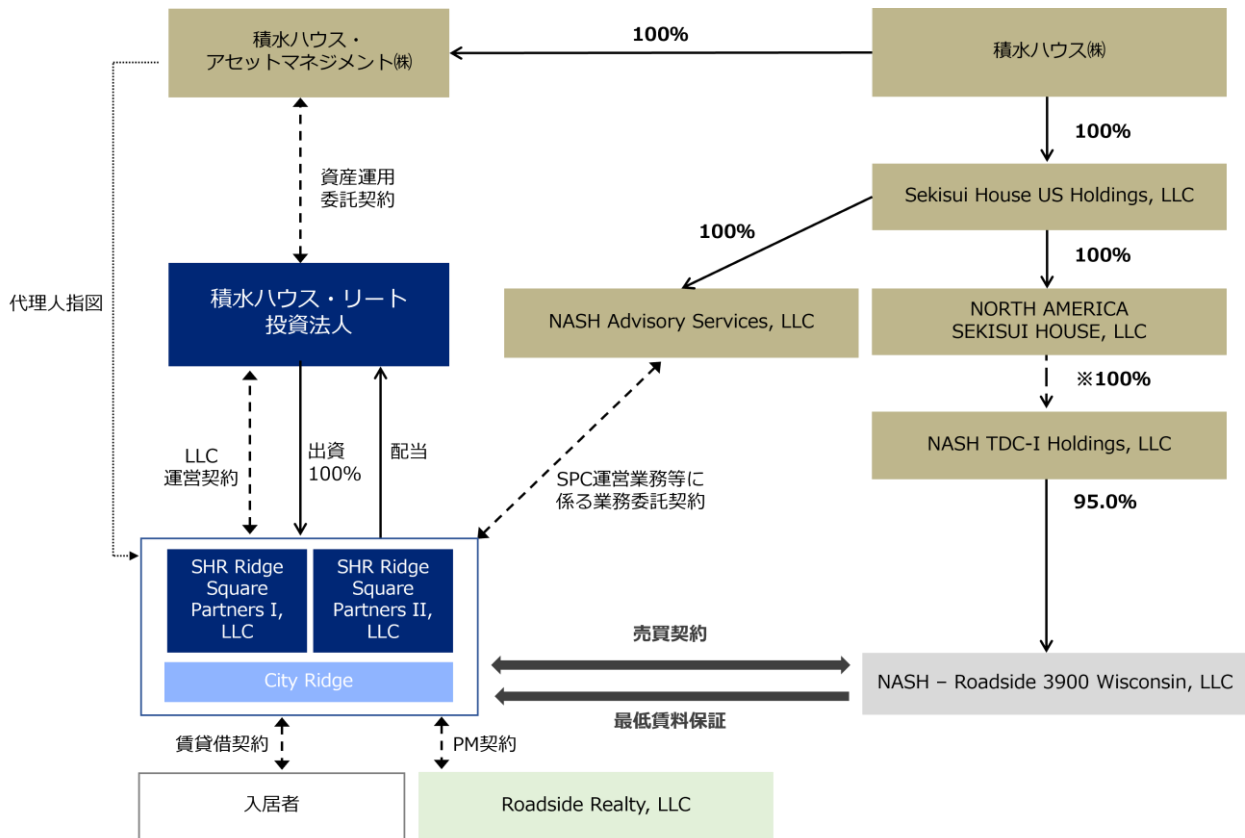 積水ハウス・
アセットマネジメント㈱
100%
積水ハウス㈱
100%
資産運用
委託契約
Sekisui House US Holdings, LLC
100%
100%
代理人指図
積水ハウス・リート
投資法人
NASH Advisory Services, LLC
NORTH AMERICA
SEKISUI HOUSE, LLC
※100%
LLC
運営契約
出資
100%
配当
SPC運営業務等に
係る業務委託契約
NASH TDC-I Holdings, LLC
95.0%
SHR Ridge
Square
Partners I,
LLC
SHR Ridge
Square
Partners II,
LLC
City Ridge
売買契約
NASH – Roadside 3900 Wisconsin, LLC
最低賃料保証
賃貸借契約
PM契約
入居者
Roadside Realty, LLC